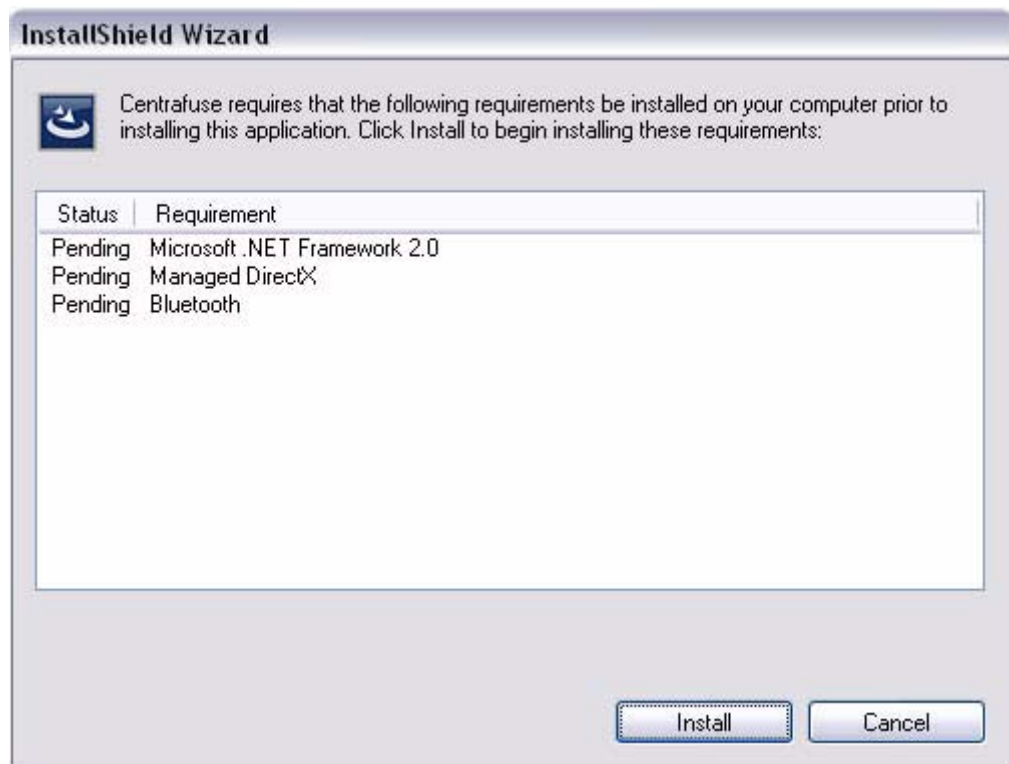 InstallShield Wizard
Centrafuse requires that the following requirements be installed on your computer prior to
installing this application. Click Install to begin installing these requirements:
Status Requirement
Pending Microsoft .NET Framework 2.0
Pending Managed DirectX
Pending Bluetooth
Install Cancel